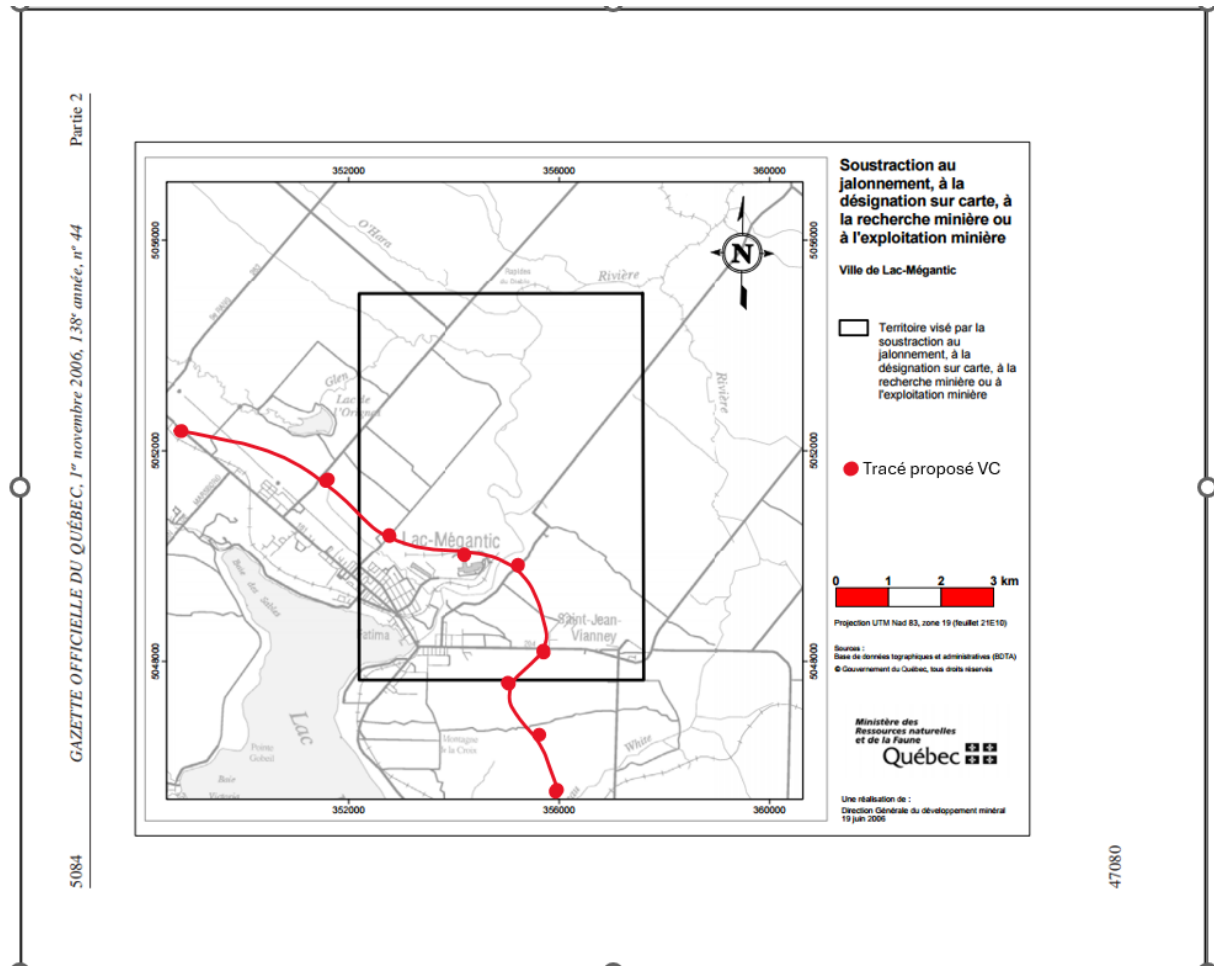 GAZETTE OFFICIELLE DU QUÉBEC, 1er novembre 2006, 138e année, n° 44
Partie 2
5084
47080
352000
356000
360000
5056000
5052000
5048000
5056000
5052000
5048000
352000
356000
360000
O'Hara
Rapides
du Diable
Rivière
Rivière
Glen
Lac de
l'Orignal
Lac-Mégantic
Baie des Sables
Fatima
Saint-Jean-
Vianney
Lac
Pointe
Gobeil
Baie
Victoria
Montagne
de la Croix
White
N
Soustraction au
jalonnement, à la
désignation sur carte, à
la recherche minière ou
à l'exploitation minière
Ville de Lac-Mégantic
Territoire visé par la
soustraction au
jalonnement, à la
désignation sur carte, à la
recherche minière ou à
l'exploitation minière
Tracé proposé VC
0 1 2 3 km
Projection UTM Nad 83, zone 19 (feuillet 21E10)
Sources :
Base de données topographiques et administratives (BDTA)
© Gouvernement du Québec, tous droits réservés
Ministère des
Ressources naturelles
et de la Faune
Québec
Une réalisation de :
Direction Générale du développement minéral
19 juin 2006